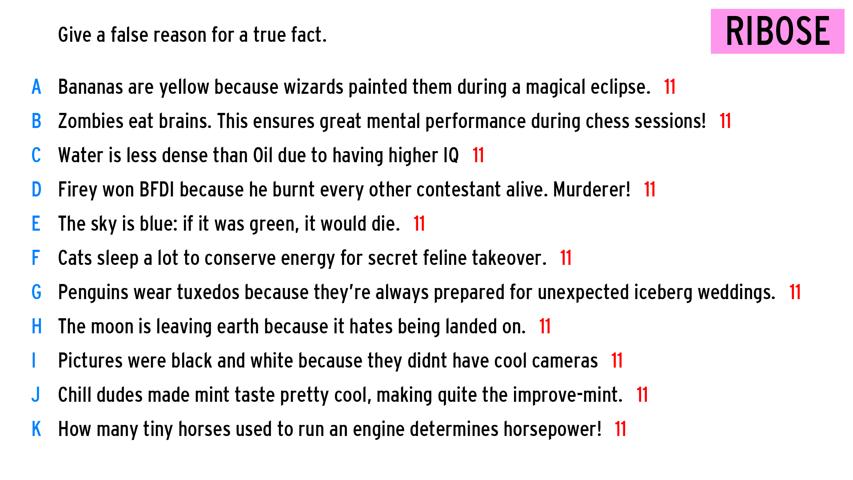 Give a false reason for a true fact.
RIBOSE
A Bananas are yellow because wizards painted them during a magical eclipse. 11
B Zombies eat brains. This ensures great mental performance during chess sessions! 11
C Water is less dense than Oil due to having higher IQ 11
D Firey won BFDI because he burnt every other contestant alive. Murderer! 11
E The sky is blue: if it was green, it would die. 11
F Cats sleep a lot to conserve energy for secret feline takeover. 11
G Penguins wear tuxedos because they're always prepared for unexpected iceberg weddings. 11
H The moon is leaving earth because it hates being landed on. 11
I Pictures were black and white because they didnt have cool cameras 11
J Chill dudes made mint taste pretty cool, making quite the improve-mint. 11
K How many tiny horses used to run an engine determines horsepower! 11